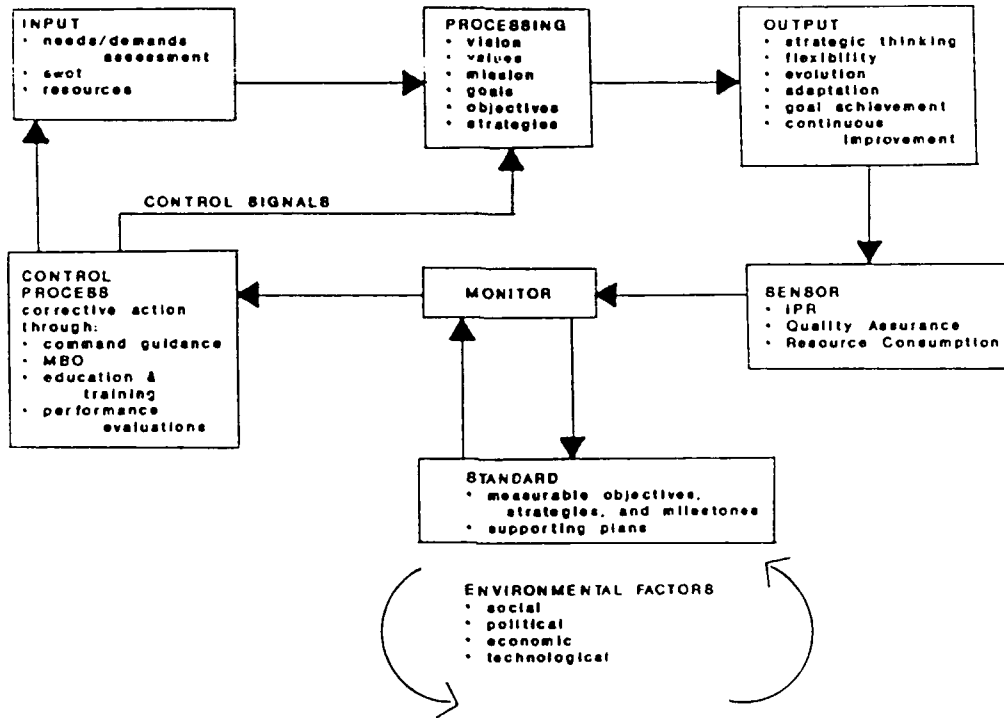 INPUT
• needs/demands
assessment
• swot
• resources
PROCESSING
• vision
• values
• mission
• goals
• objectives
• strategies
OUTPUT
• strategic thinking
• flexibility
• evolution
• adaptation
• goal achievement
• continuous
improvement
CONTROL SIGNALS
CONTROL
PROCESS
corrective action
through:
• command guidance
• MBO
• education &
training
• performance
evaluations
MONITOR
SENSOR
• IPR
• Quality Assurance
• Resource Consumption
STANDARD
• measurable objectives,
strategies, and milestones
• supporting plans
ENVIRONMENTAL FACTORS
• social
• political
• economic
• technological